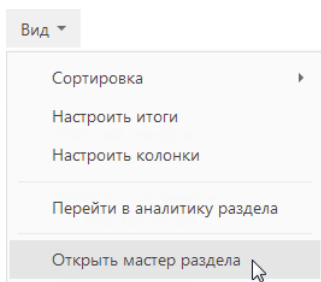 Вид
Сортировка
Настроить итоги
Настроить колонки
Перейти в аналитику раздела
Открыть мастер раздела